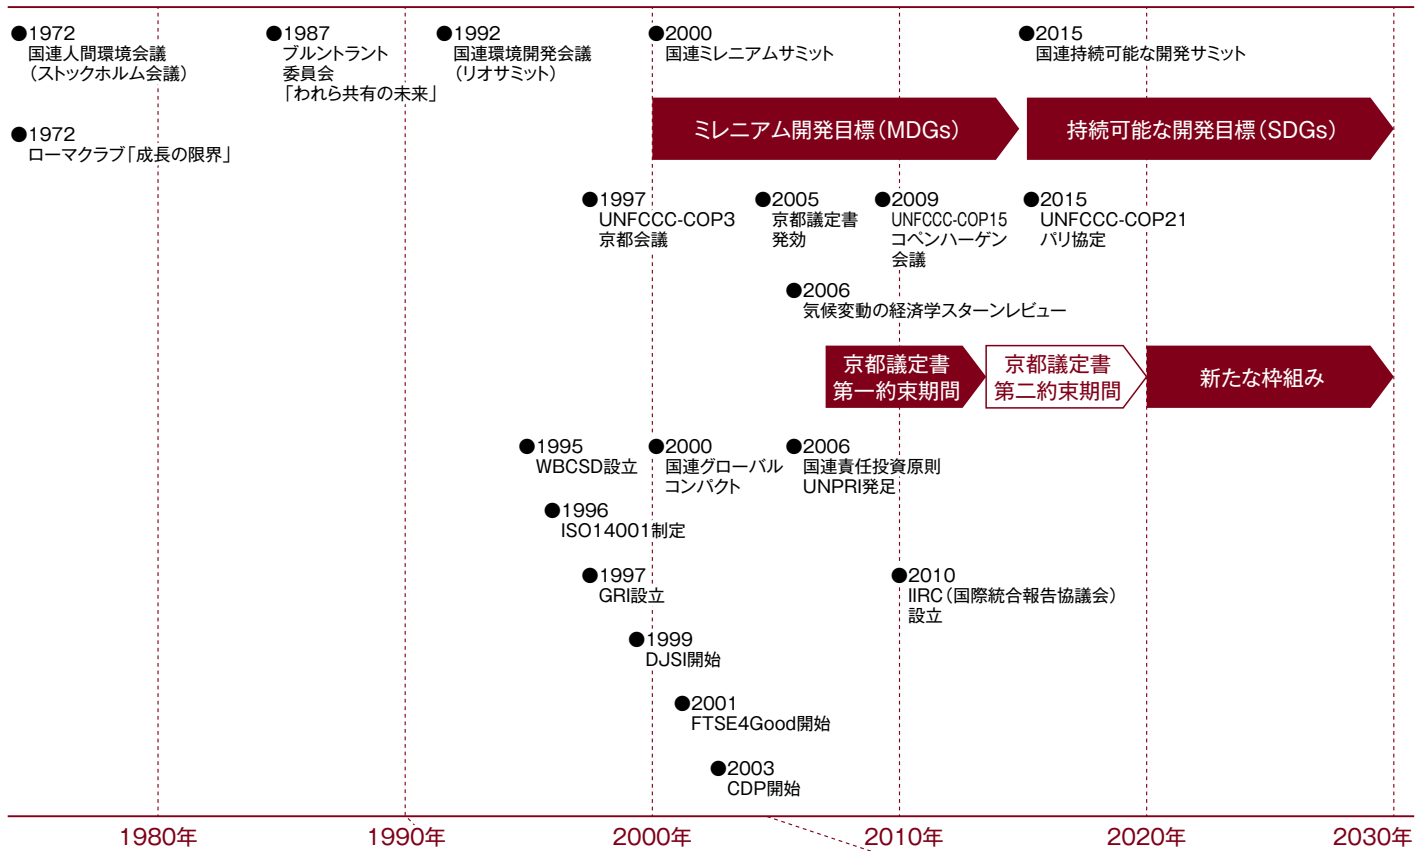 ●1972
国連人間環境会議
（ストックホルム会議）
●1987
ブルントラント
委員会
「われら共有の未来」
●1992
国連環境開発会議
（リオサミット）
●2000
国連ミレニアムサミット
●2015
国連持続可能な開発サミット
●1972
ローマクラブ「成長の限界」
ミレニアム開発目標（MDGs）
持続可能な開発目標（SDGs）
●1997
UNFCCC-COP3
京都会議
●2005
京都議定書
発効
●2009
UNFCCC-COP15
コペンハーゲン
会議
●2015
UNFCCC-COP21
パリ協定
●2006
気候変動の経済学スターンレビュー
京都議定書
第一約束期間
京都議定書
第二約束期間
新たな枠組み
●1995
WBCSD設立
●2000
国連グローバル
コンパクト
●2006
国連責任投資原則
UNPRI発足
●1996
ISO14001制定
●1997
GRI設立
●2010
IIRC（国際統合報告協議会）
設立
●1999
DJSI開始
●2001
FTSE4Good開始
●2003
CDP開始
1980年
1990年
2000年
2010年
2020年
2030年